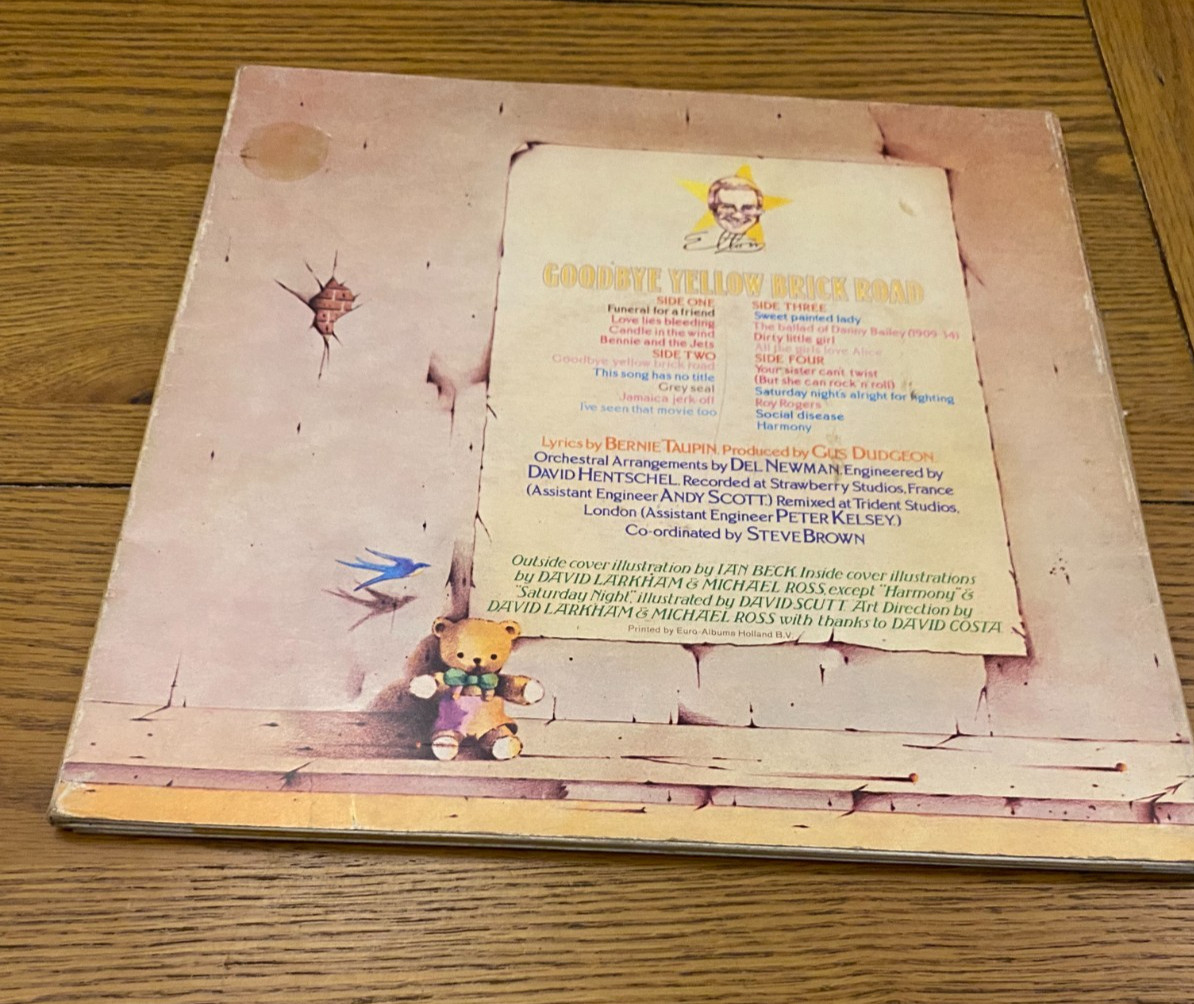 Elton
GOODBYE YELLOW BRICK ROAD
SIDE ONE
Funeral for a friend
Love lies bleeding
Candle in the wind
Bennie and the Jets
SIDE TWO
Goodbye yellow brick road
This song has no title
Grey seal
Jamaica jerk-off
I've seen that movie too
SIDE THREE
Sweet painted lady
The ballad of Danny Bailey (1909-34)
Dirty little girl
All the girls love Alice
SIDE FOUR
Your sister can't twist
(But she can rock 'n' roll)
Saturday night's alright for fighting
Roy Rogers
Social disease
Harmony
Lyrics by BERNIE TAUPIN. Produced by GUS DUDGEON.
Orchestral Arrangements by DEL NEWMAN. Engineered by
DAVID HENTSCHEL. Recorded at Strawberry Studios, France
(Assistant Engineer ANDY SCOTT.) Remixed at Trident Studios,
London (Assistant Engineer PETER KELSEY.)
Co-ordinated by STEVE BROWN
Outside cover illustration by IAN BECK. Inside cover illustrations
by DAVID LARKHAM & MICHAEL ROSS, except "Harmony" &
"Saturday Night", illustrated by DAVID SCUTT. Art Direction by
DAVID LARKHAM & MICHAEL ROSS with thanks to DAVID COSTA
Printed by Euro-Albums Holland B.V.